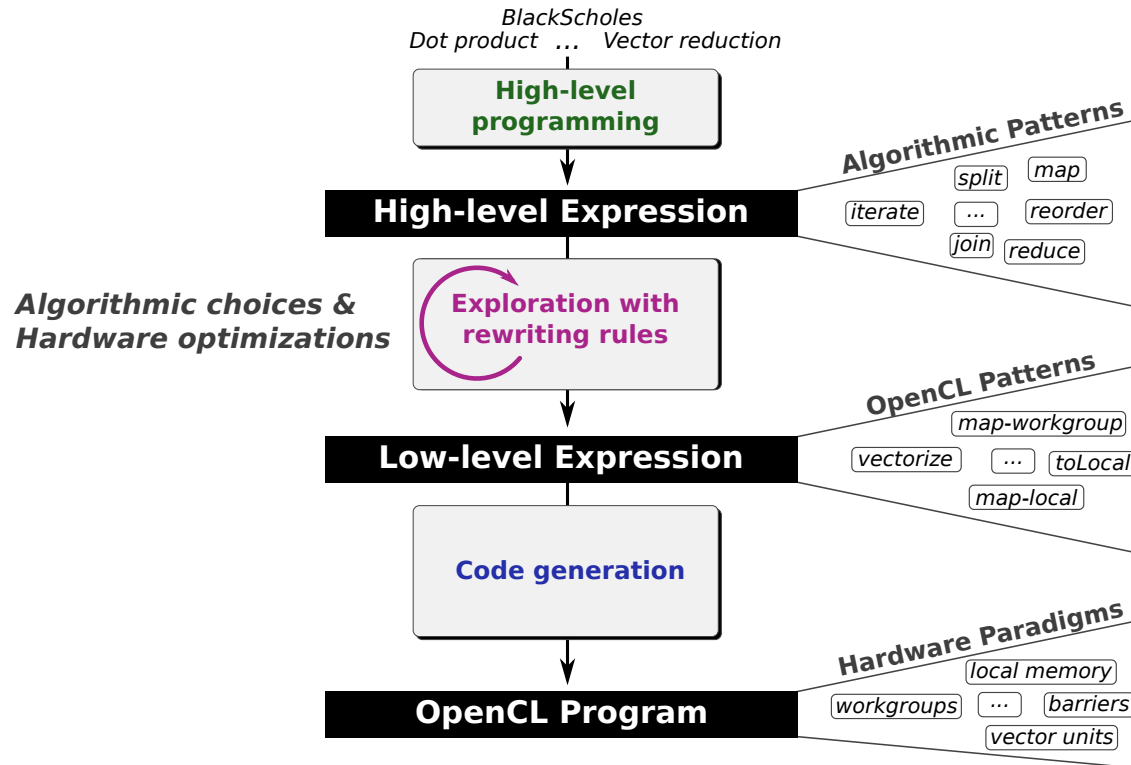 BlackScholes
Dot product ... Vector reduction
High-level
programming
Algorithmic Patterns
split
map
High-level Expression
iterate
...
reorder
join
reduce
Algorithmic choices &
Hardware optimizations
Exploration with
rewriting rules
OpenCL Patterns
map-workgroup
Low-level Expression
vectorize
...
toLocal
map-local
Code generation
Hardware Paradigms
local memory
OpenCL Program
workgroups
...
barriers
vector units